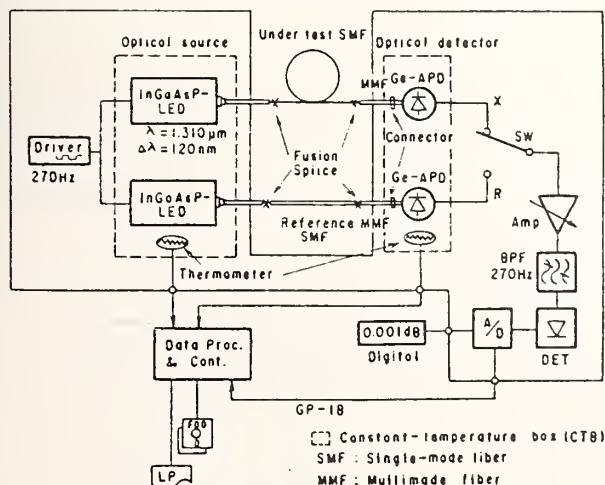 Optical source
Under test SMF
Optical detector
InGaAsP-
LED
λ = 1.310 μm
Δλ = 120 nm
MMF
Ge-APD
X
SW
Driver
270Hz
Fusion
Splice
Connector
InGaAsP-
LED
Reference
SMF
MMF
Ge-APD
R
Amp
Thermometer
BPF
270Hz
0.001dB
Digital
A/D
DET
Data Proc.
& Cont.
GP-IB
FDD
LP
Constant-temperature box (CTB)
SMF : Single-mode fiber
MMF : Multimode fiber